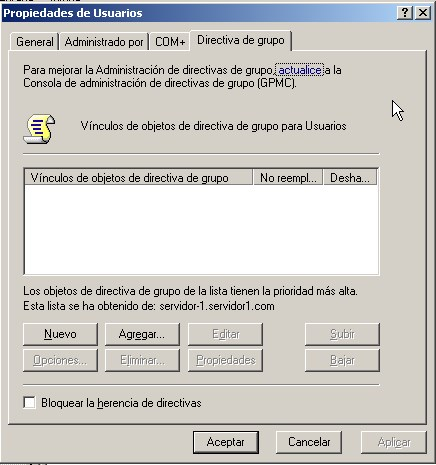 Propiedades de Usuarios
General Administrado por COM+ Directiva de grupo
Para mejorar la Administración de directivas de grupo, actualice a la
Consola de administración de directivas de grupo (GPMC).
Vínculos de objetos de directiva de grupo para Usuarios
Vínculos de objetos de directiva de grupo No reempl... Desha...
Los objetos de directiva de grupo de la lista tienen la prioridad más alta.
Esta lista se ha obtenido de: servidor-1.servidor1.com
Nuevo Agregar... Editar Subir
Opciones... Eliminar... Propiedades Bajar
Bloquear la herencia de directivas
Aceptar Cancelar Aplicar